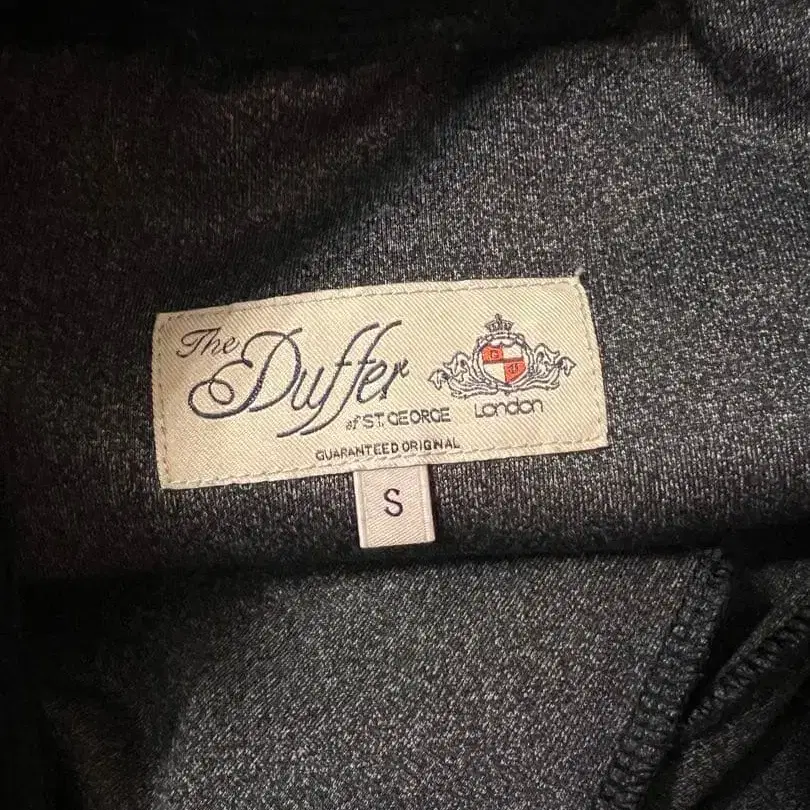 The
Duffer
of ST. GEORGE
London
GUARANTEED ORIGINAL
S